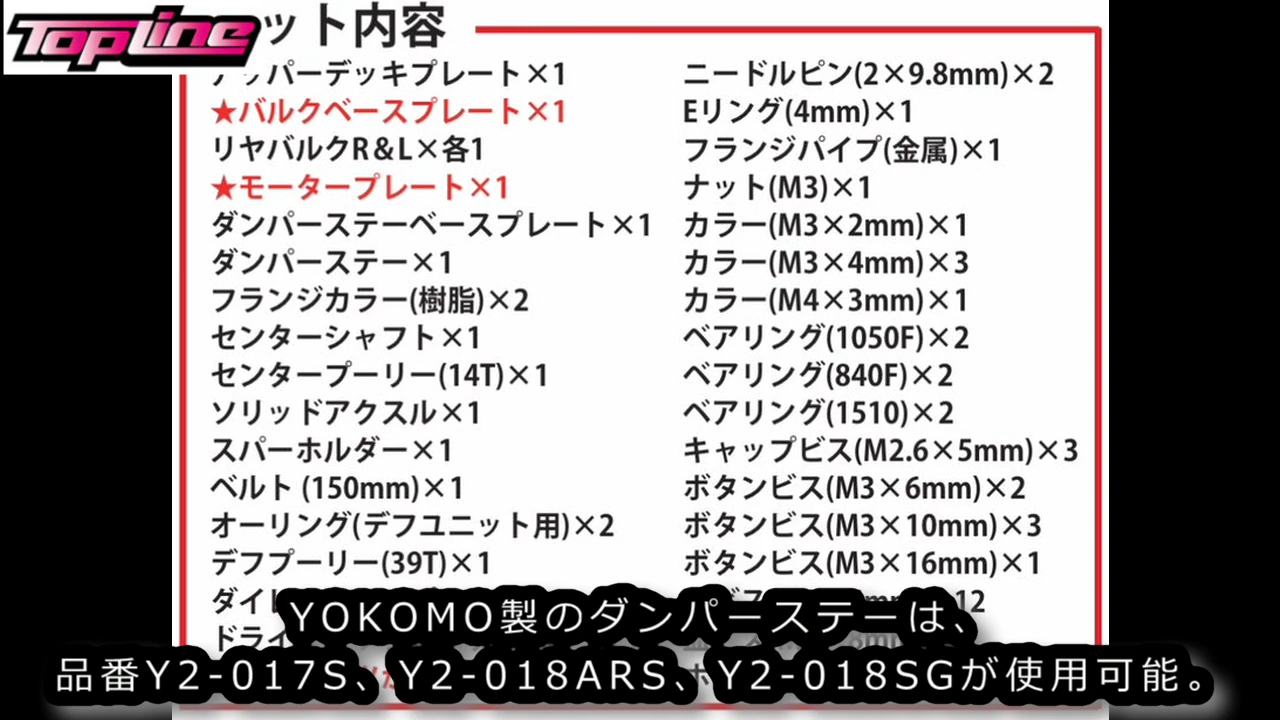 TopLine
ット内容
アッパーデッキプレート×1
★バルクベースプレート×1
リヤバルクR&L×各1
★モータープレート×1
ダンパーステーベースプレート×1
ダンパーステー×1
フランジカラー(樹脂)×2
センターシャフト×1
センタープーリー(14T)×1
ソリッドアクスル×1
スパーホルダー×1
ベルト (150mm)×1
オーリング(デフユニット用)×2
デフプーリー(39T)×1
ニードルピン(2×9.8mm)×2
Eリング(4mm)×1
フランジパイプ(金属)×1
ナット(M3)×1
カラー(M3×2mm)×1
カラー(M3×4mm)×3
カラー(M4×3mm)×1
ベアリング(1050F)×2
ベアリング(840F)×2
ベアリング(1510)×2
キャップビス(M2.6×5mm)×3
ボタンビス(M3×6mm)×2
ボタンビス(M3×10mm)×3
ボタンビス(M3×16mm)×1
YOKOMO製のダンパーステーは、
品番Y2-017S、Y2-018ARS、Y2-018SGが使用可能。